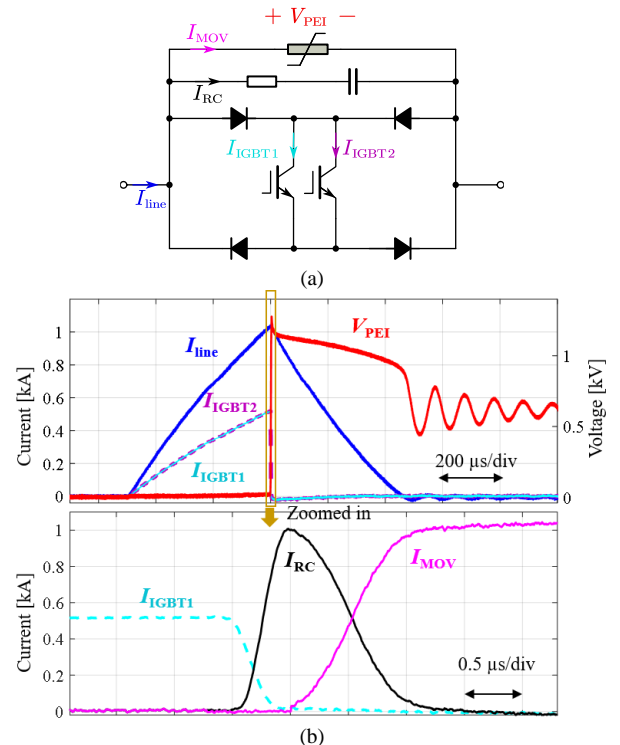 + V_PEI −
I_MOV
I_RC
I_IGBT1
I_IGBT2
I_line
(a)
Current [kA]
1
0.8
0.6
0.4
0.2
0
I_line
V_PEI
I_IGBT2
I_IGBT1
200 µs/div
1
0.5
0
Voltage [kV]
Zoomed in
Current [kA]
1
0.8
0.6
0.4
0.2
0
I_RC
I_MOV
I_IGBT1
0.5 µs/div
(b)